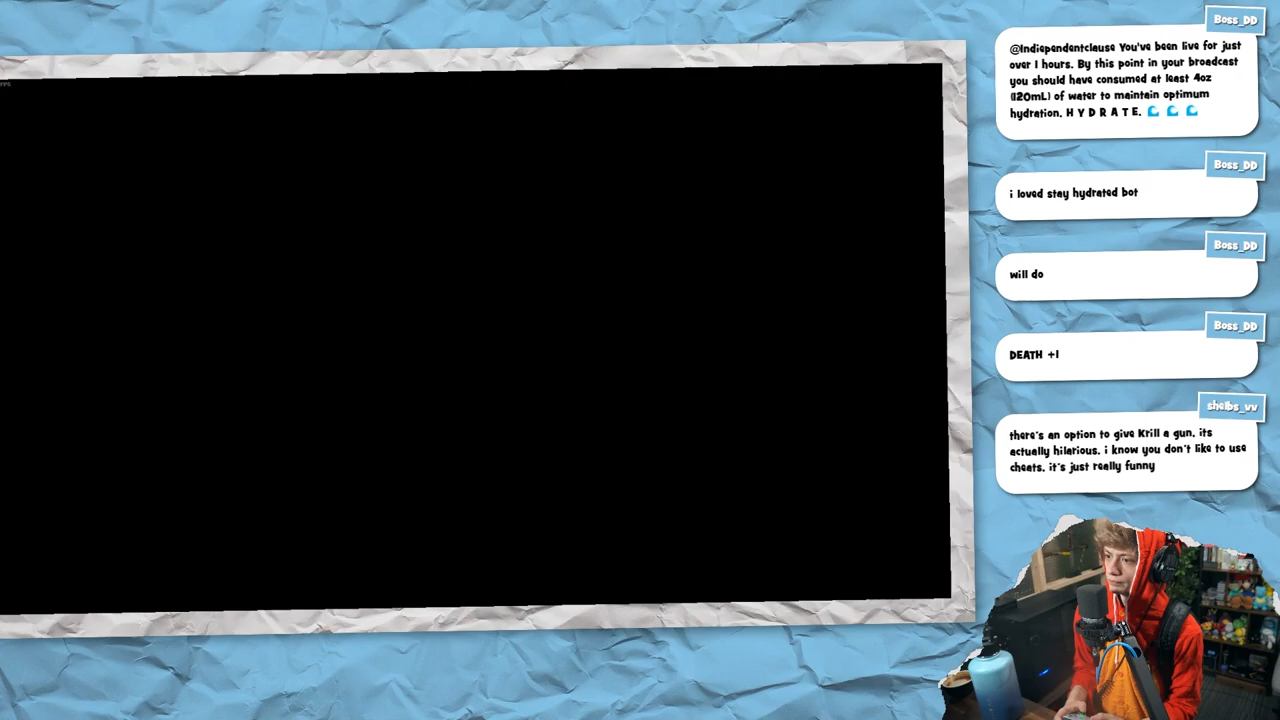 FPS
Boss_DD
@Indiependentclause You've been live for just
over 1 hours. By this point in your broadcast
you should have consumed at least 4oz
(120mL) of water to maintain optimum
hydration. H Y D R A T E. 🌊 🌊 🌊
Boss_DD
i loved stay hydrated bot
Boss_DD
will do
Boss_DD
DEATH +1
shelbs_vv
there's an option to give Krill a gun. its
actually hilarious. i know you don't like to use
cheats. it's just really funny